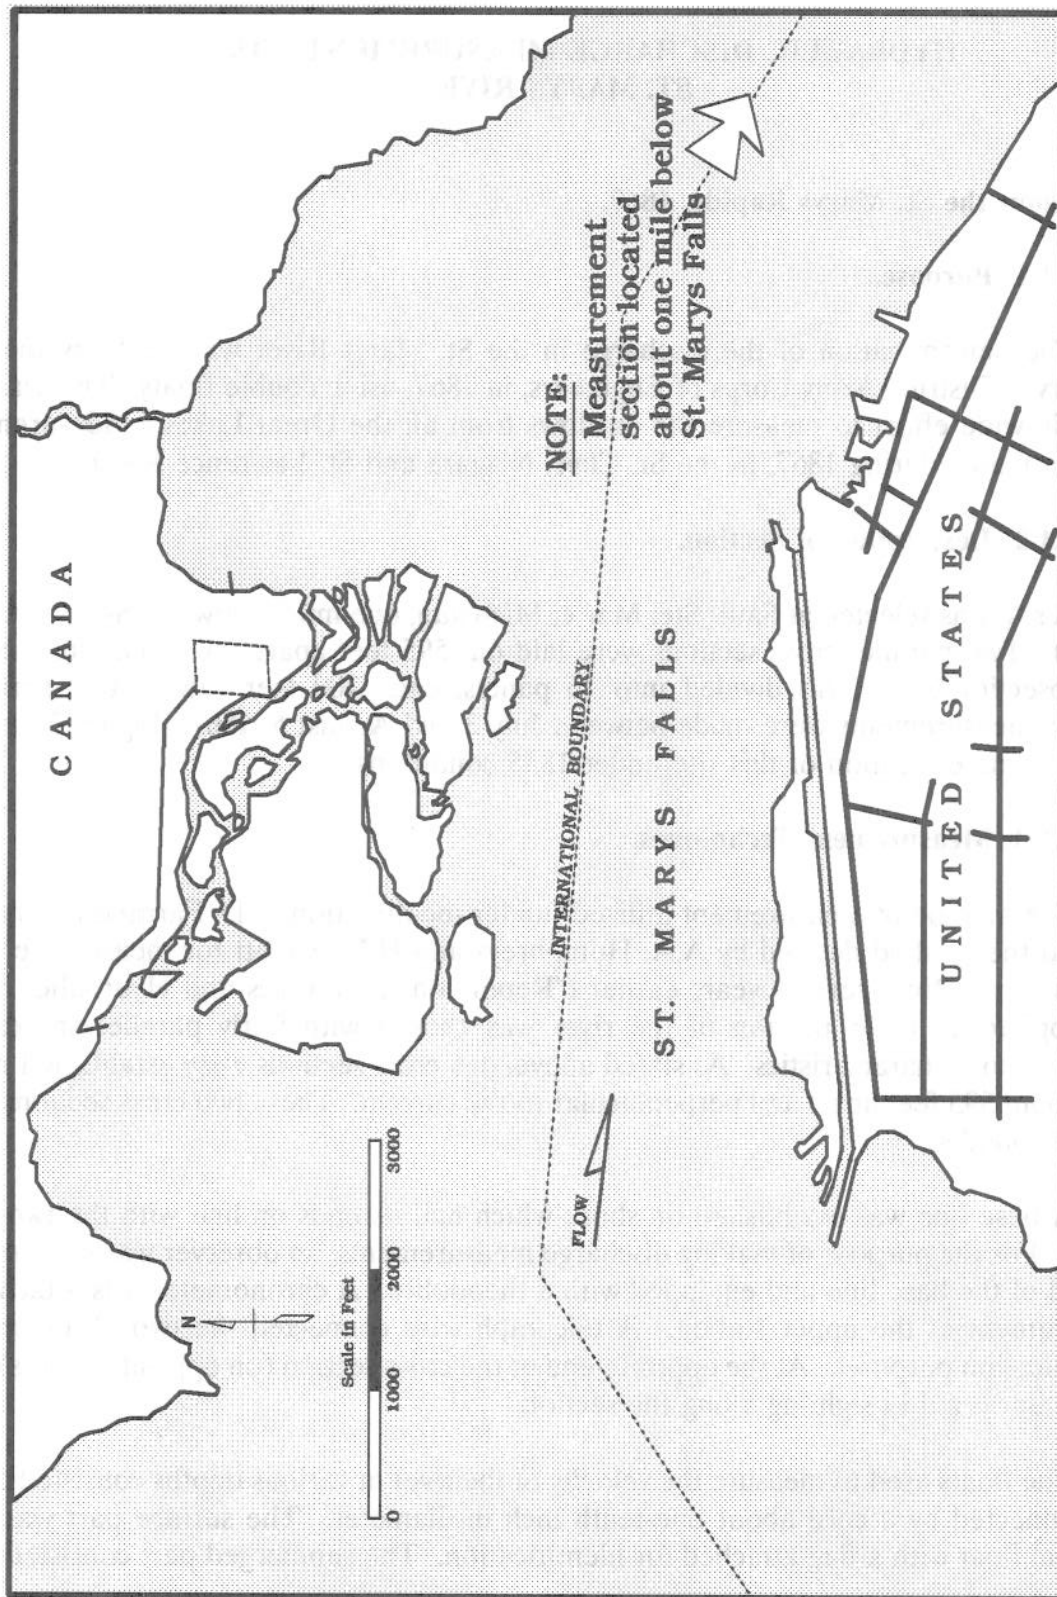 CANADA
NOTE:
Measurement
section located
about one mile below
St. Marys Falls
INTERNATIONAL BOUNDARY
ST. MARYS FALLS
FLOW
N
Scale in Feet
0 1000 2000 3000
UNITED STATES